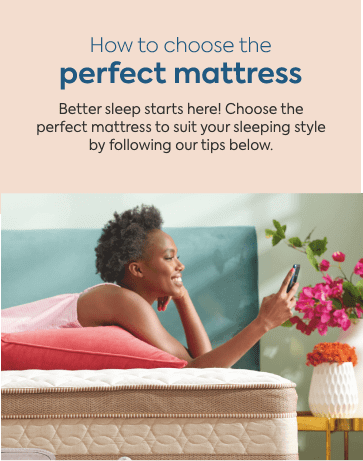 How to choose the
perfect mattress
Better sleep starts here! Choose the
perfect mattress to suit your sleeping style
by following our tips below.